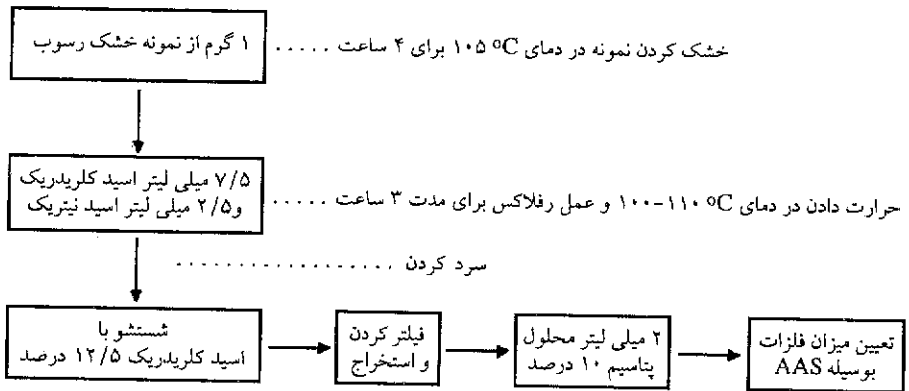 ۱ گرم از نمونه خشک رسوب
خشک کردن نمونه در دمای ۱۰۵ °C برای ۴ ساعت .....
۷/۵ میلی لیتر اسید کلریدریک
و۲/۵ میلی لیتر اسید نیتریک
حرارت دادن در دمای ۱۰۰-۱۱۰ °C و عمل رفلاکس برای مدت ۳ ساعت .....
سرد کردن ..................
شستشو با
اسید کلریدریک ۱۲/۵ درصد
فیلتر کردن
و استخراج
۲ میلی لیتر محلول
پتاسیم ۱۰ درصد
تعیین میزان فلزات
بوسیله AAS